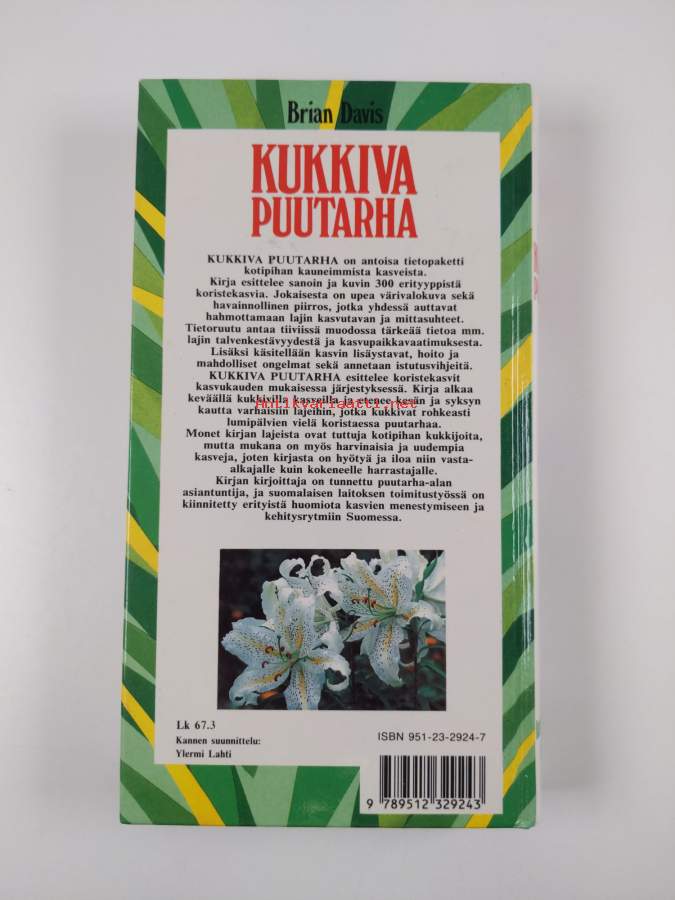 Brian Davis
KUKKIVA
PUUTARHA
KUKKIVA PUUTARHA on antoisa tietopaketti
kotipihan kauneimmista kasveista.
Kirja esittelee sanoin ja kuvin 300 erityyppistä
koristekasvia. Jokaisesta on upea värivalokuva sekä
havainnollinen piirros, jotka yhdessä auttavat
hahmottamaan lajin kasvutavan ja mittasuhteet.
Tietoruutu antaa tiiviissä muodossa tärkeää tietoa mm.
lajin talvenkestävyydestä ja kasvupaikkavaatimuksesta.
Lisäksi käsitellään kasvin lisäystavat, hoito ja
mahdolliset ongelmat sekä annetaan istutusvihjeitä.
KUKKIVA PUUTARHA esittelee koristekasvit
kasvukauden mukaisessa järjestyksessä. Kirja alkaa
keväällä kukkivilla kasveilla ja etenee kesän ja syksyn
Antikvariaatti.net
kautta varhaisiin lajeihin, jotka kukkivat rohkeasti
lumipälvien vielä koristaessa puutarhaa.
Monet kirjan lajeista ovat tuttuja kotipihan kukkijoita,
mutta mukana on myös harvinaisia ja uudempia
kasveja, joten kirjasta on hyötyä ja iloa niin vasta-
alkajalle kuin kokeneelle harrastajalle.
Kirjan kirjoittaja on tunnettu puutarha-alan
asiantuntija, ja suomalaisen laitoksen toimitustyössä on
kiinnitetty erityistä huomiota kasvien menestymiseen ja
kehitysrytmiin Suomessa.
Lk 67.3
Kannen suunnittelu:
Ylermi Lahti
ISBN 951-23-2924-7
9 789512 329243